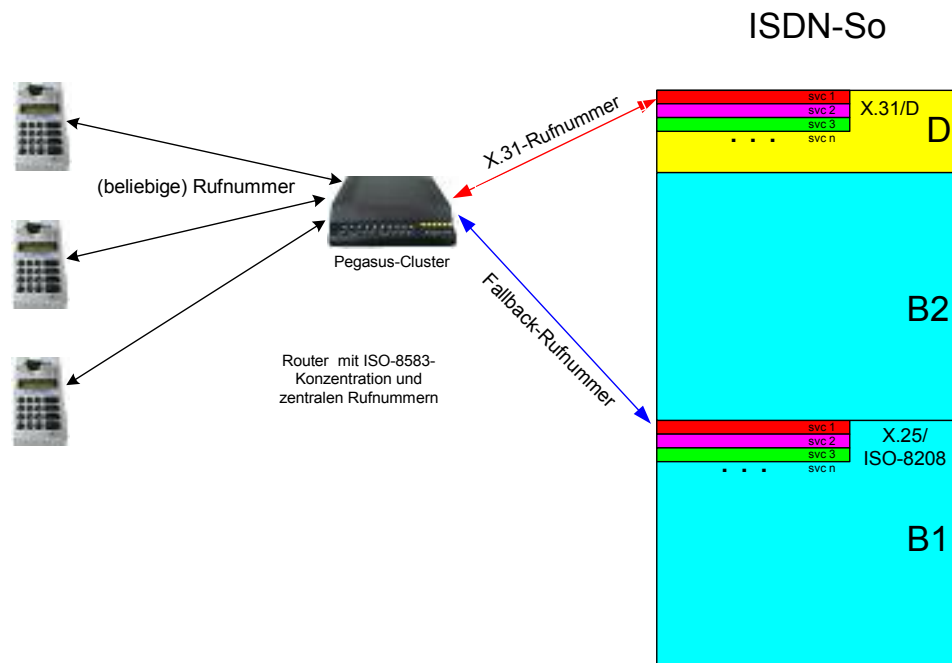 ISDN-So
svc 1
svc 2
svc 3
. . . svc n
X.31/D
D
X.31-Rufnummer
(beliebige) Rufnummer
Pegasus-Cluster
B2
Fallback-Rufnummer
Router mit ISO-8583-
Konzentration und
zentralen Rufnummern
svc 1
svc 2
svc 3
. . . svc n
X.25/
ISO-8208
B1